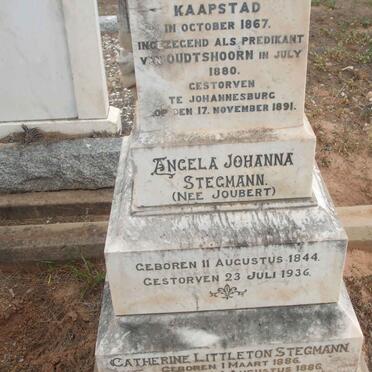 KAAPSTAD
IN OCTOBER 1867.
INGEZEGEND ALS PREDIKANT
VAN OUDTSHOORN IN JULY
1880.
GESTORVEN
TE JOHANNESBURG
OP DEN 17. NOVEMBER 1891.
ANGELA JOHANNA
STEGMANN.
(NEE JOUBERT)
GEBOREN 11 AUGUSTUS 1844.
GESTORVEN 23 JULI 1936.
CATHERINE LITTLETON STEGMANN.
GEBOREN 1 MAART 1886.
AUGUSTUS 1886.